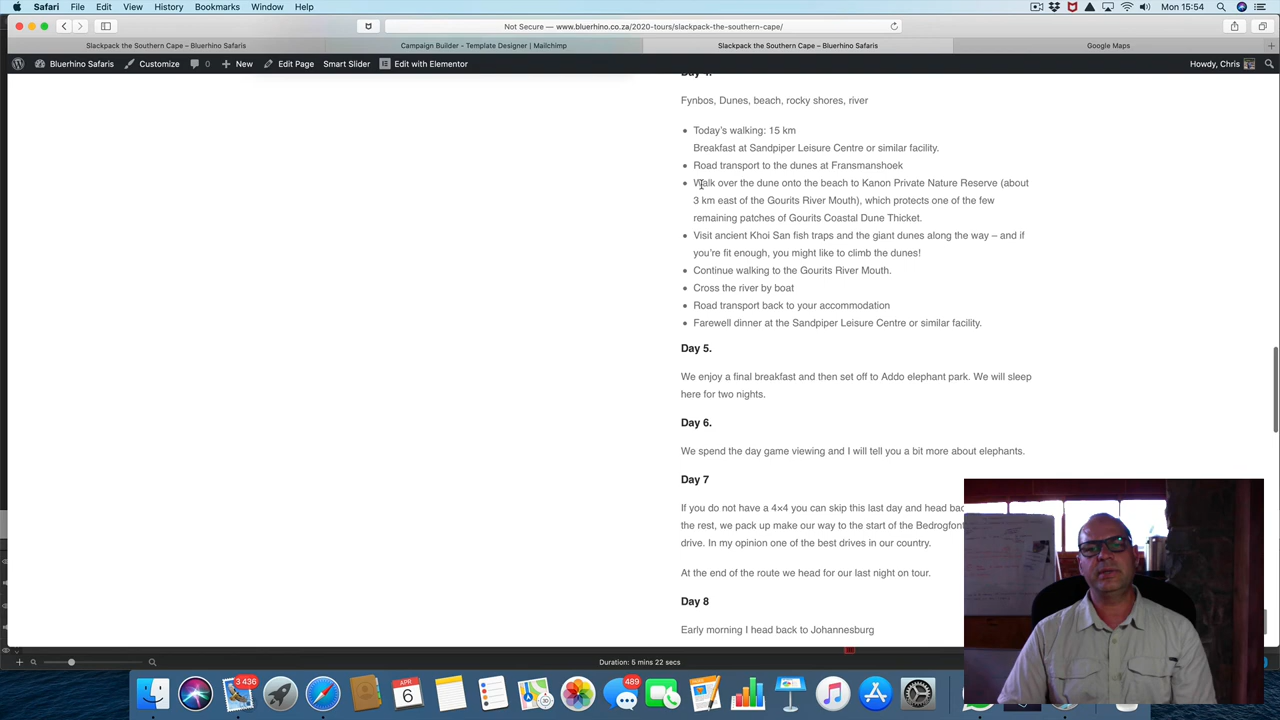 Safari File Edit View History Bookmarks Window Help Mon 15:54
Not Secure — www.bluerhino.co.za/2020-tours/slackpack-the-southern-cape/
Slackpack the Southern Cape – Bluerhino Safaris Campaign Builder - Template Designer | Mailchimp Slackpack the Southern Cape – Bluerhino Safaris Google Maps
Bluerhino Safaris Customize 0 New Edit Page Smart Slider Edit with Elementor Howdy, Chris
Day 4.
Fynbos, Dunes, beach, rocky shores, river
Today's walking: 15 km
Breakfast at Sandpiper Leisure Centre or similar facility.
Road transport to the dunes at Fransmanshoek
Walk over the dune onto the beach to Kanon Private Nature Reserve (about
3 km east of the Gourits River Mouth), which protects one of the few
remaining patches of Gourits Coastal Dune Thicket.
Visit ancient Khoi San fish traps and the giant dunes along the way – and if
you're fit enough, you might like to climb the dunes!
Continue walking to the Gourits River Mouth.
Cross the river by boat
Road transport back to your accommodation
Farewell dinner at the Sandpiper Leisure Centre or similar facility.
Day 5.
We enjoy a final breakfast and then set off to Addo elephant park. We will sleep
here for two nights.
Day 6.
We spend the day game viewing and I will tell you a bit more about elephants.
Day 7
If you do not have a 4×4 you can skip this last day and head
the rest, we pack up make our way to the start of the
drive. In my opinion one of the best drives in our country.
At the end of the route we head for our last night on tour.
Day 8
Early morning I head back to Johannesburg
Duration: 5 mins 22 secs
3 436
APR
6
489